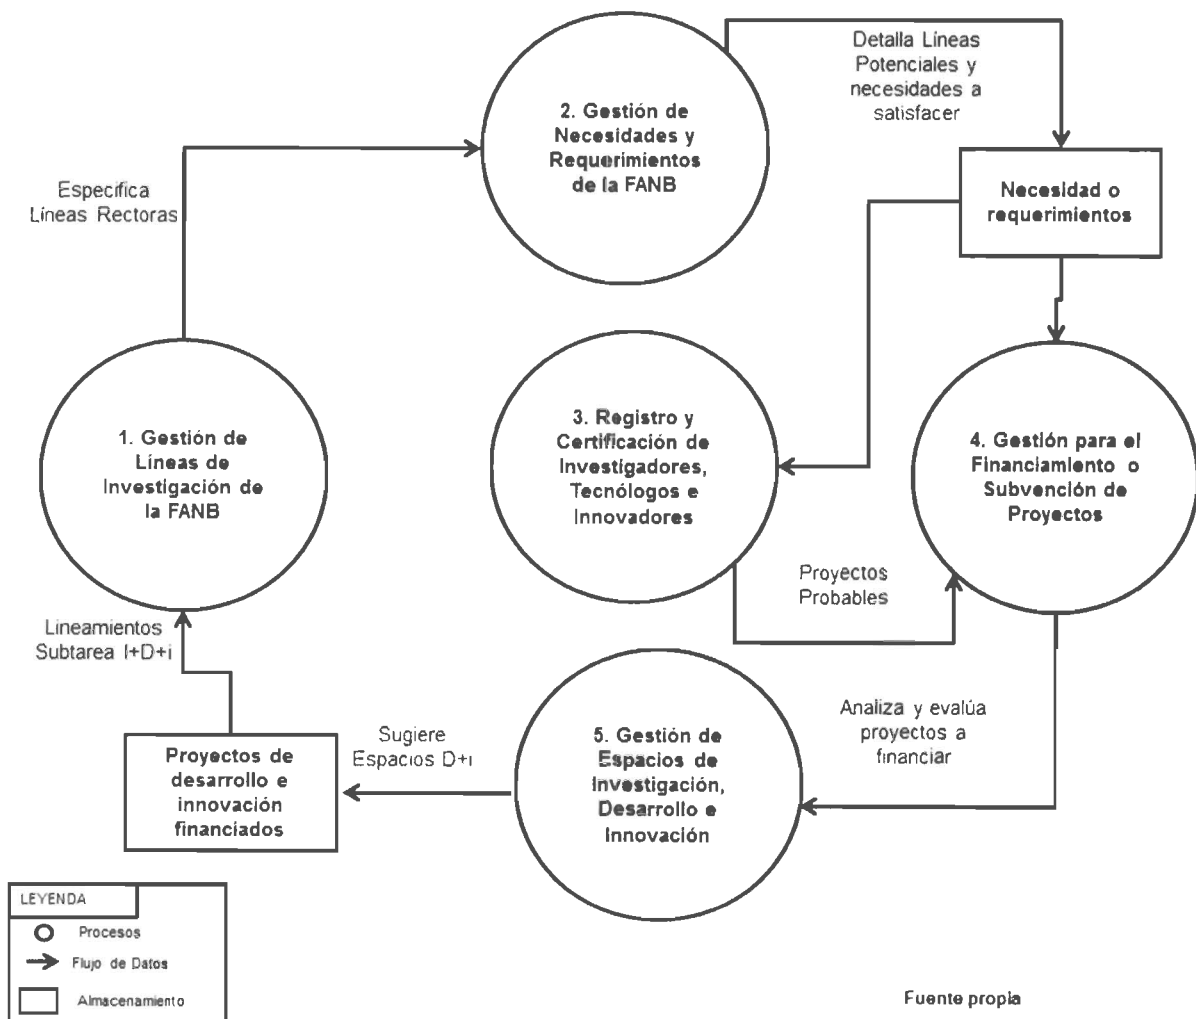 Detalla Líneas
Potenciales y
necesidades a
satisfacer
2. Gestión de
Necesidades y
Requerimientos
de la FANB
Especifica
Líneas Rectoras
Necesidad o
requerimientos
1. Gestión de
Líneas de
Investigación de
la FANB
3. Registro y
Certificación de
Investigadores,
Tecnólogos e
Innovadores
4. Gestión para el
Financiamiento o
Subvención de
Proyectos
Proyectos
Probables
Lineamientos
Subtarea I+D+i
Analiza y evalúa
proyectos a
financiar
Sugiere
Espacios D+i
5. Gestión de
Espacios de
Investigación,
Desarrollo e
Innovación
Proyectos de
desarrollo e
innovación
financiados
LEYENDA
Procesos
Flujo de Datos
Almacenamiento
Fuente propia